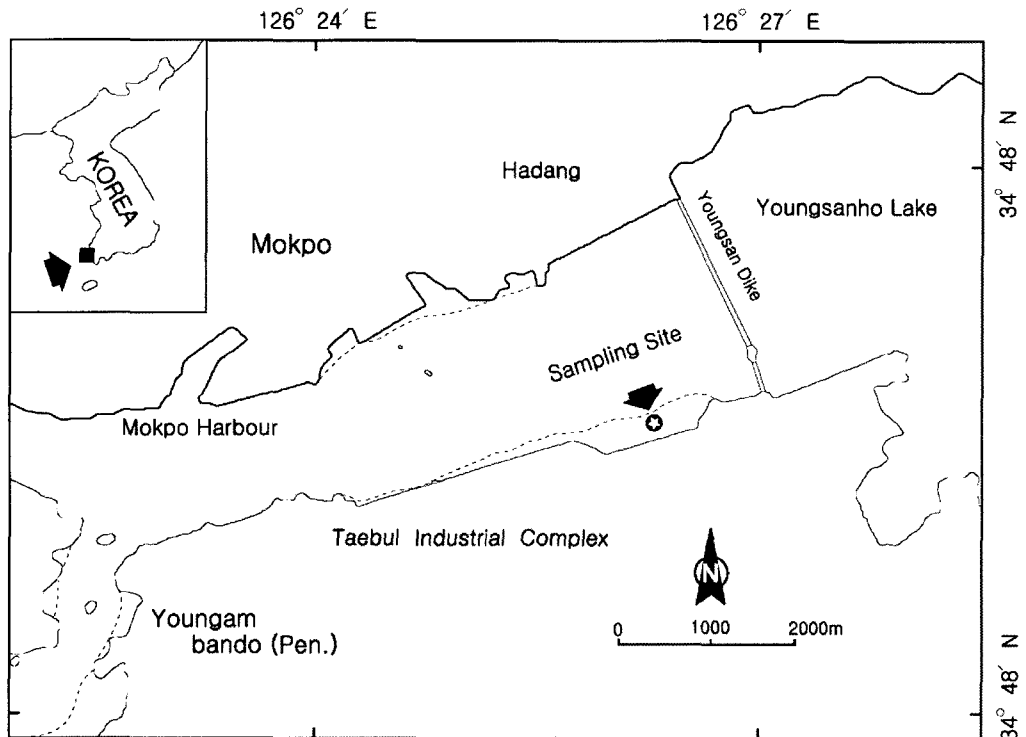 126° 24′ E
126° 27′ E
KOREA
34° 48′ N
Hadang
Youngsanho Lake
Youngsan Dike
Mokpo
Sampling Site
Mokpo Harbour
Taebul Industrial Complex
N
Youngam
bando (Pen.)
0 1000 2000m
34° 48′ N